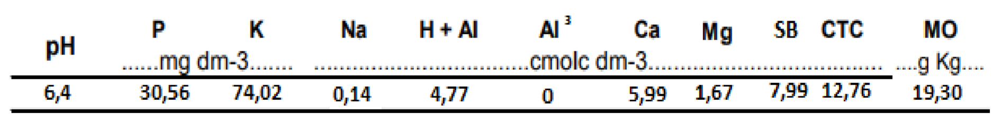 pH P K Na H + Al Al 3 Ca Mg SB CTC MO
......mg dm-3....... ..................................cmolc dm-3..................................... ....g Kg....
6,4 30,56 74,02 0,14 4,77 0 5,99 1,67 7,99 12,76 19,30